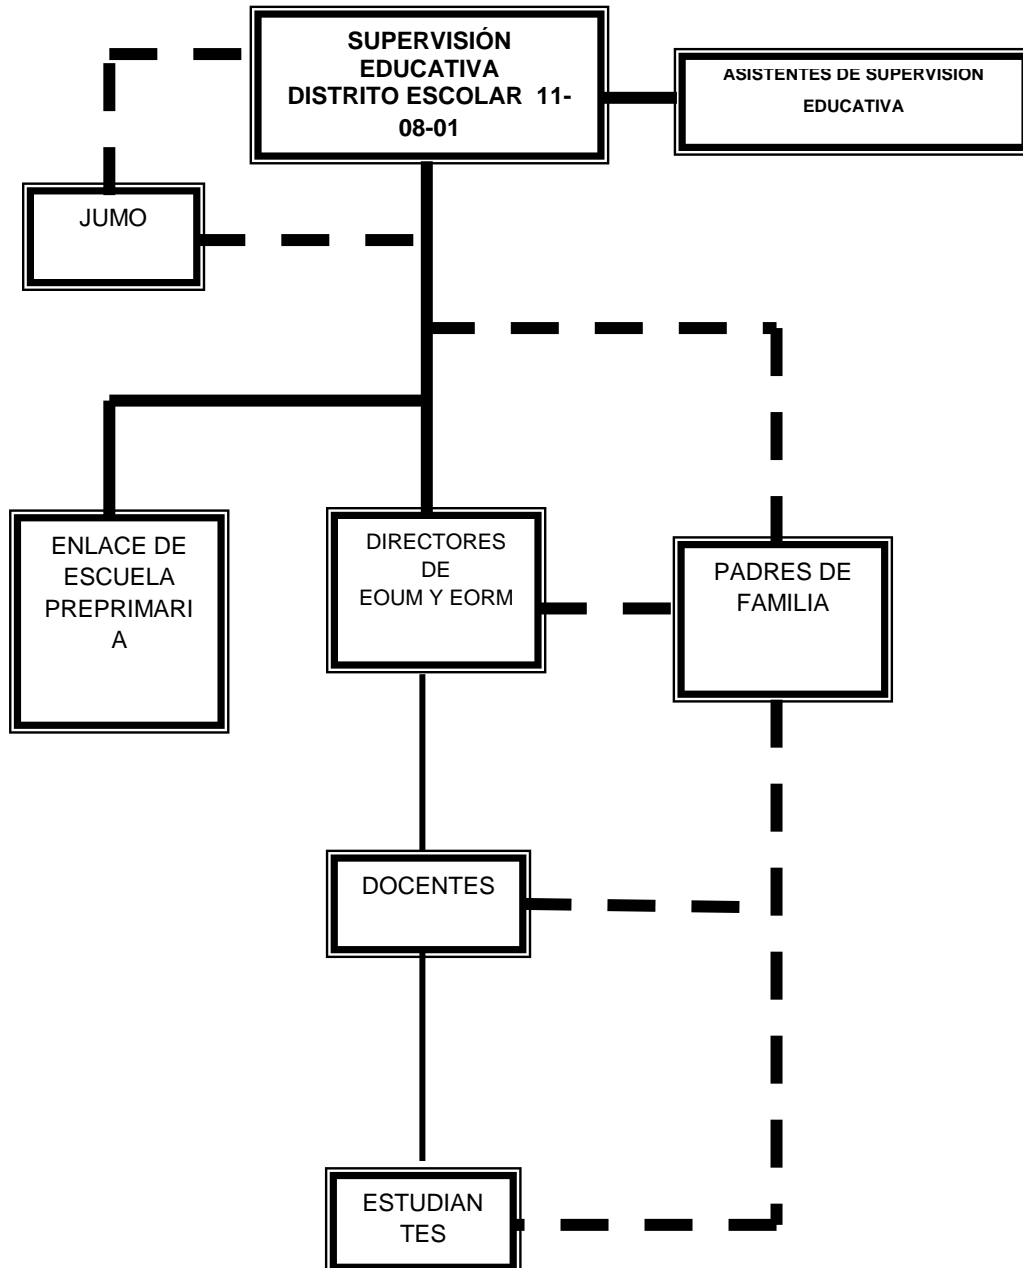 SUPERVISIÓN
EDUCATIVA
DISTRITO ESCOLAR 11-
08-01
ASISTENTES DE SUPERVISIÓN
EDUCATIVA
JUMO
ENLACE DE
ESCUELA
PREPRIMARI
A
DIRECTORES
DE
EOUM Y EORM
PADRES DE
FAMILIA
DOCENTES
ESTUDIAN
TES